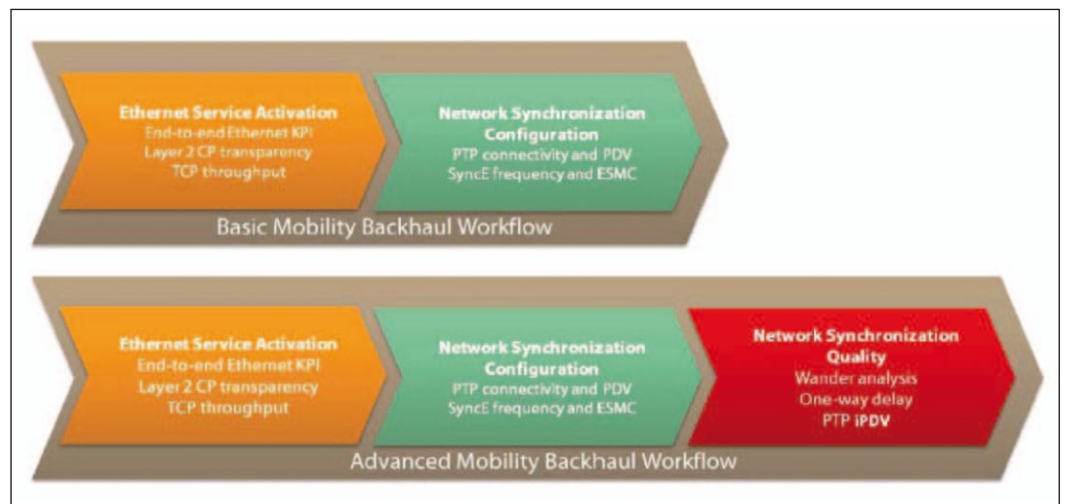 Ethernet Service Activation
End-to-end Ethernet KPI
Layer 2 CP transparency
TCP throughput
Network Synchronization
Configuration
PTP connectivity and PDV
SyncE frequency and ESMC
Basic Mobility Backhaul Workflow
Ethernet Service Activation
End-to-end Ethernet KPI
Layer 2 CP transparency
TCP throughput
Network Synchronization
Configuration
PTP connectivity and PDV
SyncE frequency and ESMC
Network Synchronization
Quality
Wander analysis
One-way delay
PTP iPDV
Advanced Mobility Backhaul Workflow